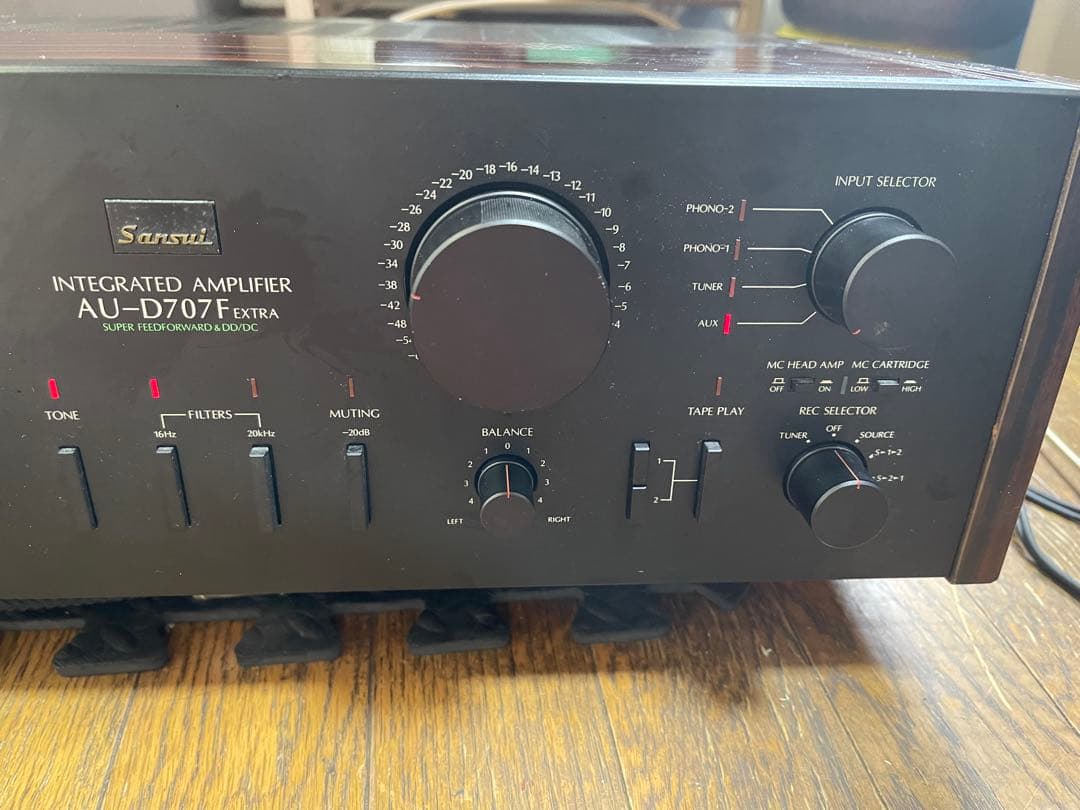 Sansui
INTEGRATED AMPLIFIER
AU-D707F EXTRA
SUPER FEEDFORWARD & DD/DC
TONE
FILTERS
16Hz 20kHz
MUTING
-20dB
-48 -42 -38 -34 -30 -28 -26 -24 -22 -20 -18 -16 -14 -13 -12 -11 -10 -9 -8 -7 -6 -5
BALANCE
4 3 2 1 0 1 2 3 4
LEFT RIGHT
INPUT SELECTOR
PHONO-2
PHONO-1
TUNER
AUX
MC HEAD AMP MC CARTRIDGE
OFF ON LOW HIGH
TAPE PLAY
1
2
REC SELECTOR
TUNER OFF SOURCE
S-1-2
S-2-1